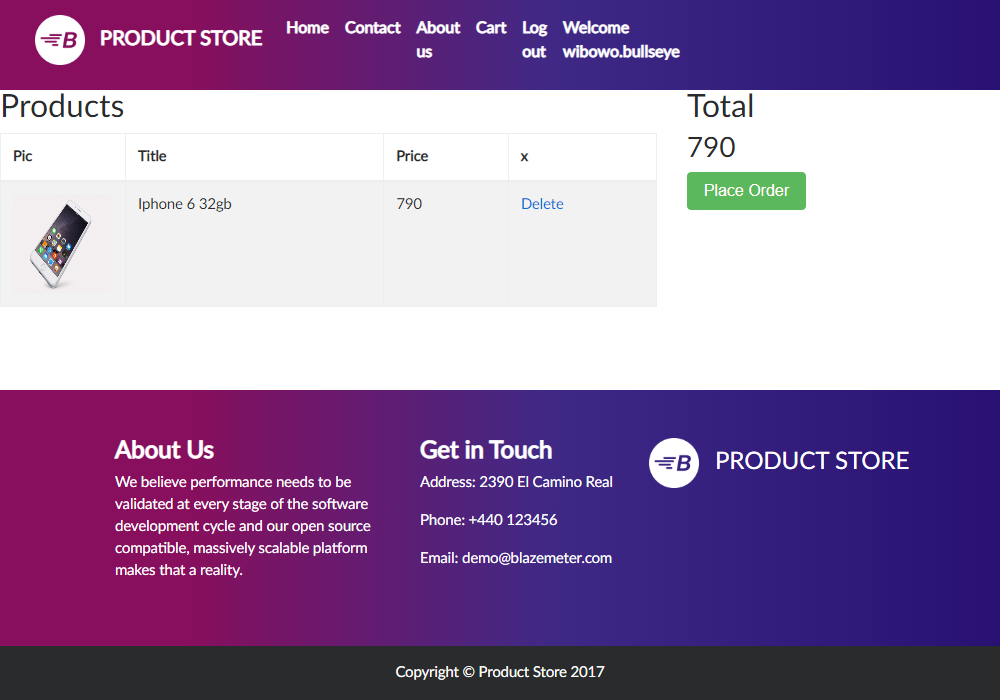 B PRODUCT STORE Home Contact About us Cart Log out Welcome wibowo.bullseye
Products
Total
790
Pic Title Price x
Iphone 6 32gb 790 Delete
Place Order
About Us
We believe performance needs to be
validated at every stage of the software
development cycle and our open source
compatible, massively scalable platform
makes that a reality.
Get in Touch
Address: 2390 El Camino Real
Phone: +440 123456
Email: demo@blazemeter.com
B PRODUCT STORE
Copyright © Product Store 2017